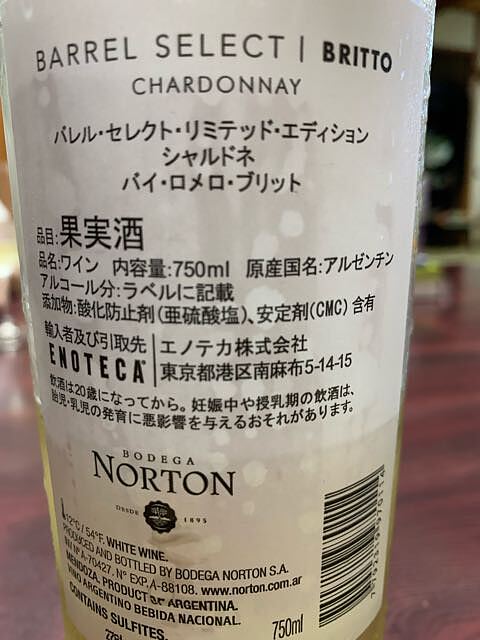 BARREL SELECT | BRITTO
CHARDONNAY
バレル・セレクト・リミテッド・エディション
シャルドネ
バイ・ロメロ・ブリット
品目:果実酒
品名:ワイン 内容量:750ml 原産国名:アルゼンチン
アルコール分:ラベルに記載
添加物:酸化防止剤(亜硫酸塩)、安定剤(CMC)含有
輸入者及び引取先
ENOTECA
エノテカ株式会社
東京都港区南麻布5-14-15
飲酒は20歳になってから。妊娠中や授乳期の飲酒は、
胎児・乳児の発育に悪影響を与えるおそれがあります。
BODEGA
NORTON
DESDE 1895
12°C / 54°F. WHITE WINE.
PRODUCED AND BOTTLED BY BODEGA NORTON S.A.
INV N° A-70427. N° EXP. A-88108. www.norton.com.ar
MENDOZA. PRODUCT OF ARGENTINA.
VINO ARGENTINO BEBIDA NACIONAL.
CONTAINS SULFITES.
750ml